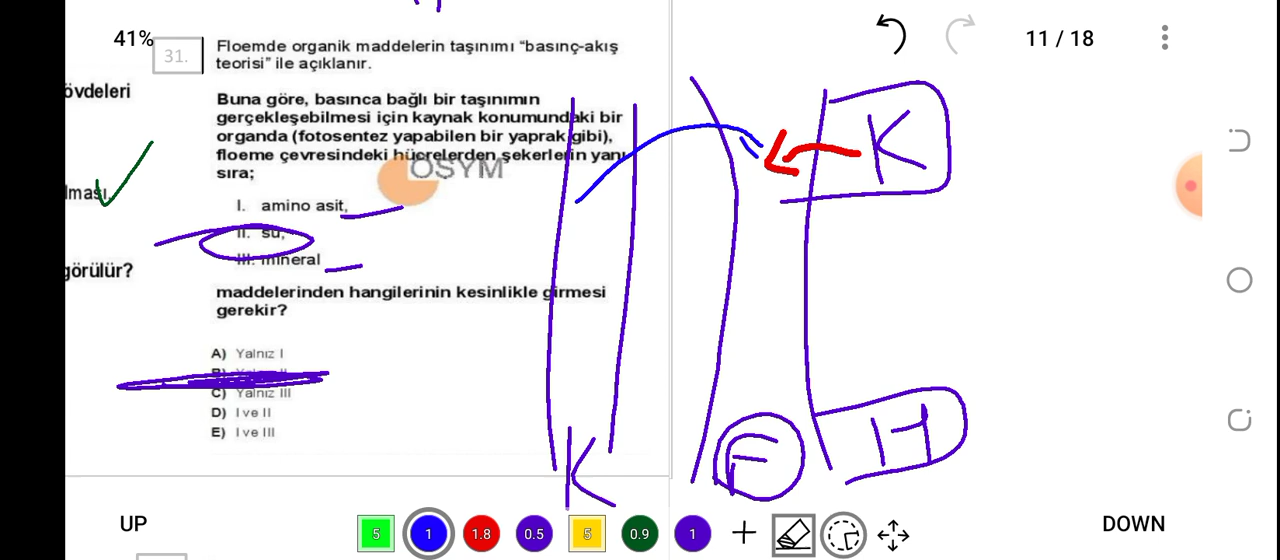 41%
11 / 18
31.
Floemde organik maddelerin taşınımı “basınç-akış
teorisi” ile açıklanır.
övdeleri
Buna göre, basınca bağlı bir taşınımın
gerçekleşebilmesi için kaynak konumundaki bir
organda (fotosentez yapabilen bir yaprak gibi),
floeme çevresindeki hücrelerden şekerlerin yanı
sıra;
ÖSYM
K
lması,
I. amino asit,
II. su,
III. mineral
görülür?
maddelerinden hangilerinin kesinlikle girmesi
gerekir?
A) Yalnız I
C) Yalnız III
D) I ve II
E) I ve III
K
F
H
UP
5
1
1.8
0.5
5
0.9
1
DOWN